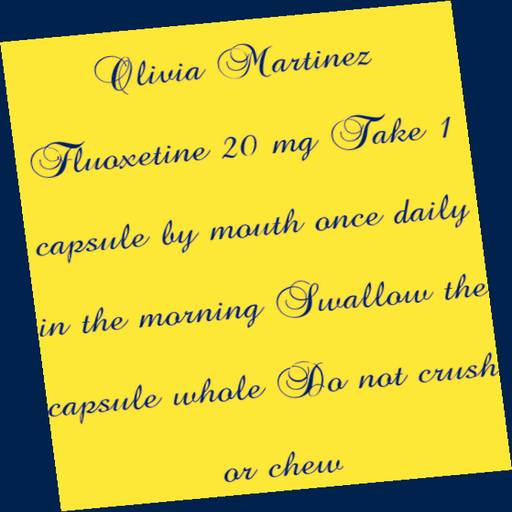 Olivia Martinez
Fluoxetine 20 mg Take 1
capsule by mouth once daily
in the morning Swallow the
capsule whole Do not crush
or chew